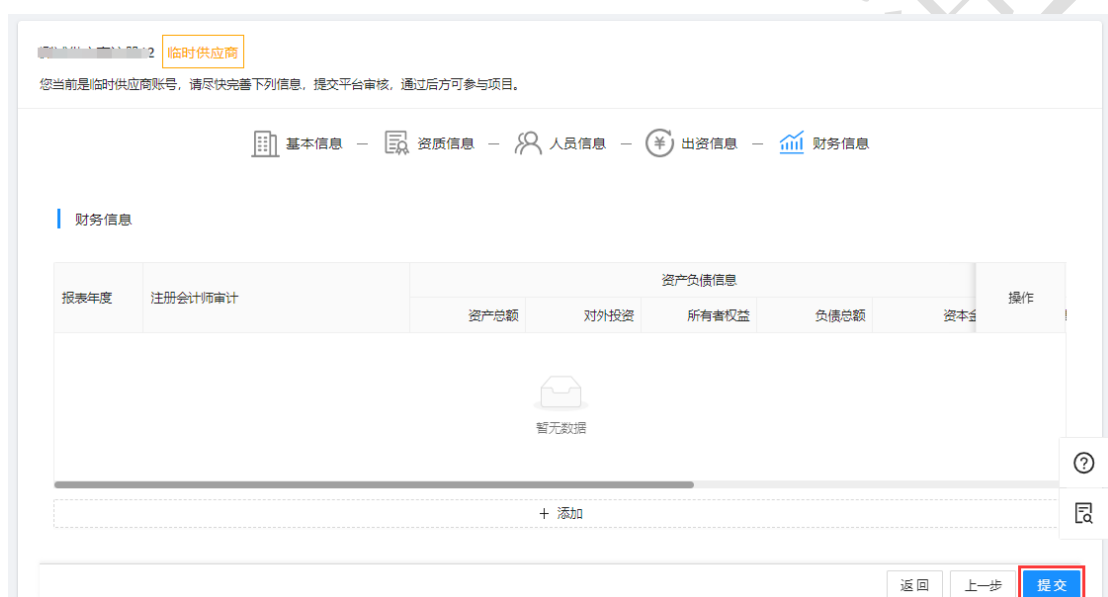 2 临时供应商
您当前是临时供应商账号，请尽快完善下列信息，提交平台审核，通过后方可参与项目。
基本信息 — 资质信息 — 人员信息 — 出资信息 — 财务信息
财务信息
资产负债信息
报表年度 注册会计师审计 操作
资产总额 对外投资 所有者权益 负债总额 资本金
暂无数据
+ 添加
返回 上一步 提交